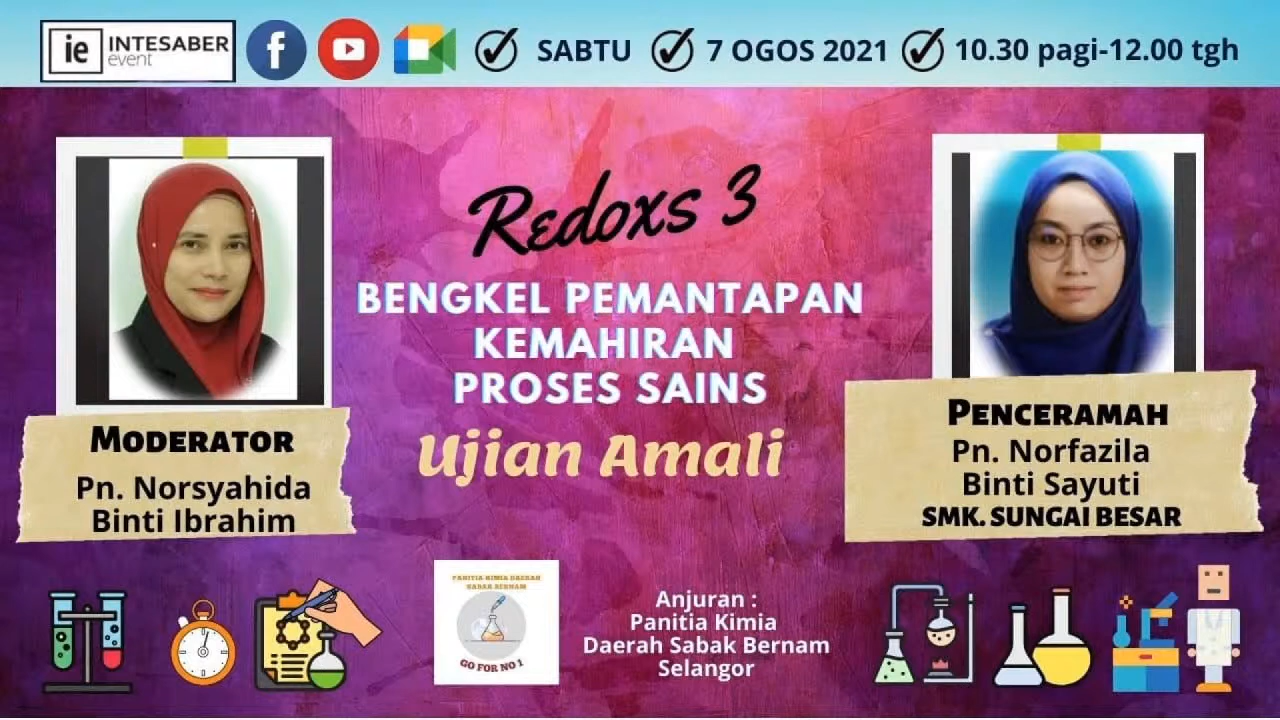 ie INTESABER
event
SABTU
7 OGOS 2021
10.30 pagi-12.00 tgh
Redoxs 3
BENGKEL PEMANTAPAN
KEMAHIRAN
PROSES SAINS
Ujian Amali
MODERATOR
Pn. Norsyahida
Binti Ibrahim
PENCERAMAH
Pn. Norfazila
Binti Sayuti
SMK. SUNGAI BESAR
PANITIA KIMIA DAERAH
SABAK BERNAM
GO FOR NO 1
Anjuran :
Panitia Kimia
Daerah Sabak Bernam
Selangor